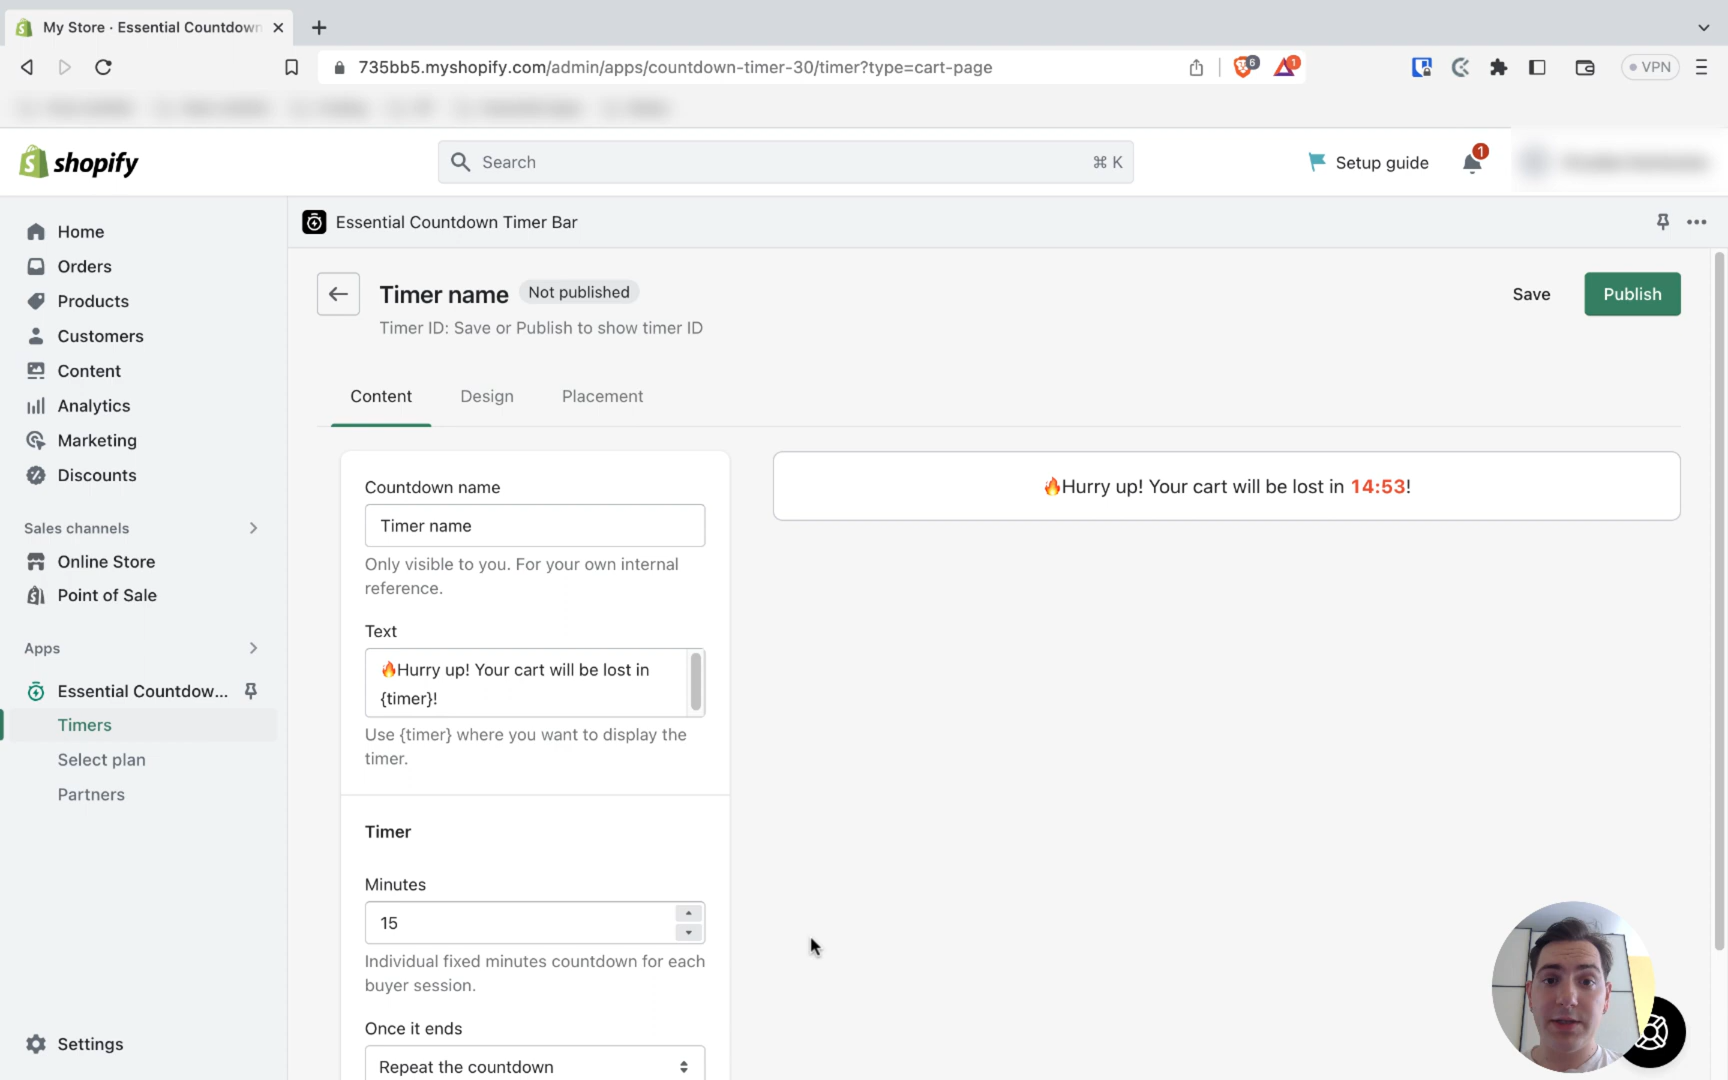 My Store · Essential Countdown
735bb5.myshopify.com/admin/apps/countdown-timer-30/timer?type=cart-page
6
1
VPN
shopify
Search
⌘ K
Setup guide
1
Home
Orders
Products
Customers
Content
Analytics
Marketing
Discounts
Sales channels
Online Store
Point of Sale
Apps
Essential Countdow...
Timers
Select plan
Partners
Settings
Essential Countdown Timer Bar
Timer name
Not published
Timer ID: Save or Publish to show timer ID
Save
Publish
Content
Design
Placement
Countdown name
Timer name
Only visible to you. For your own internal
reference.
Text
🔥Hurry up! Your cart will be lost in
{timer}!
Use {timer} where you want to display the
timer.
Timer
Minutes
15
Individual fixed minutes countdown for each
buyer session.
Once it ends
Repeat the countdown
🔥Hurry up! Your cart will be lost in 14:53!